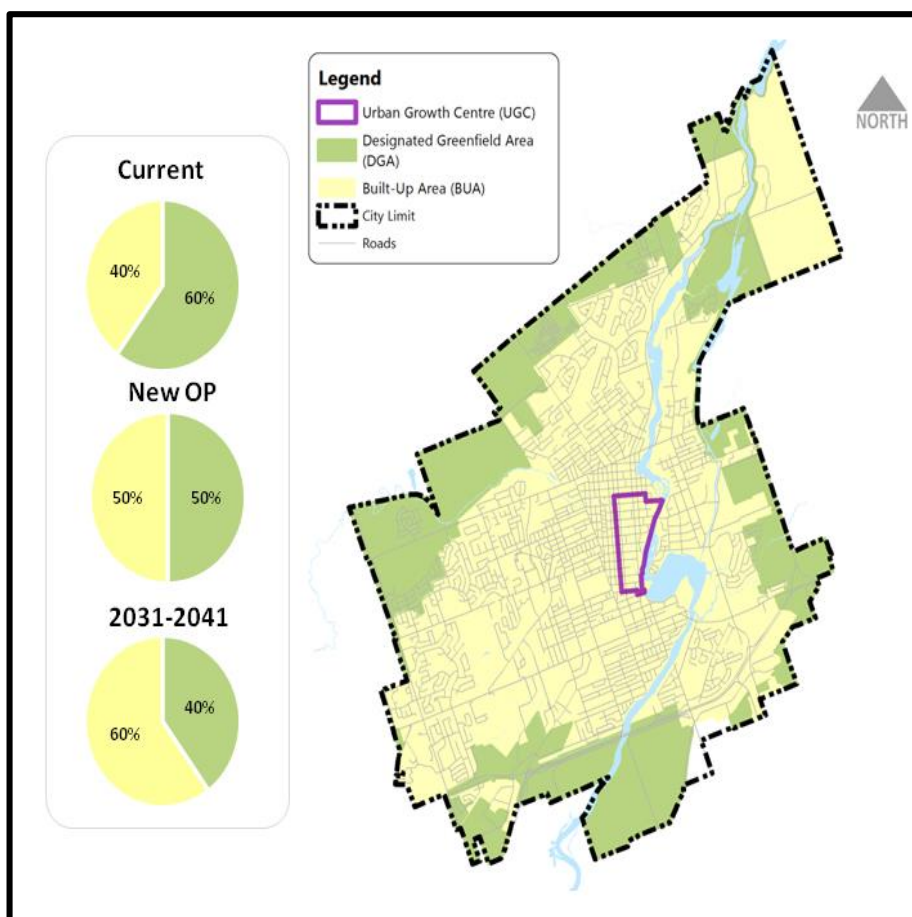 Legend
Urban Growth Centre (UGC)
Designated Greenfield Area
(DGA)
Built-Up Area (BUA)
City Limit
Roads
NORTH
Current
40%
60%
New OP
50%
50%
2031-2041
60%
40%